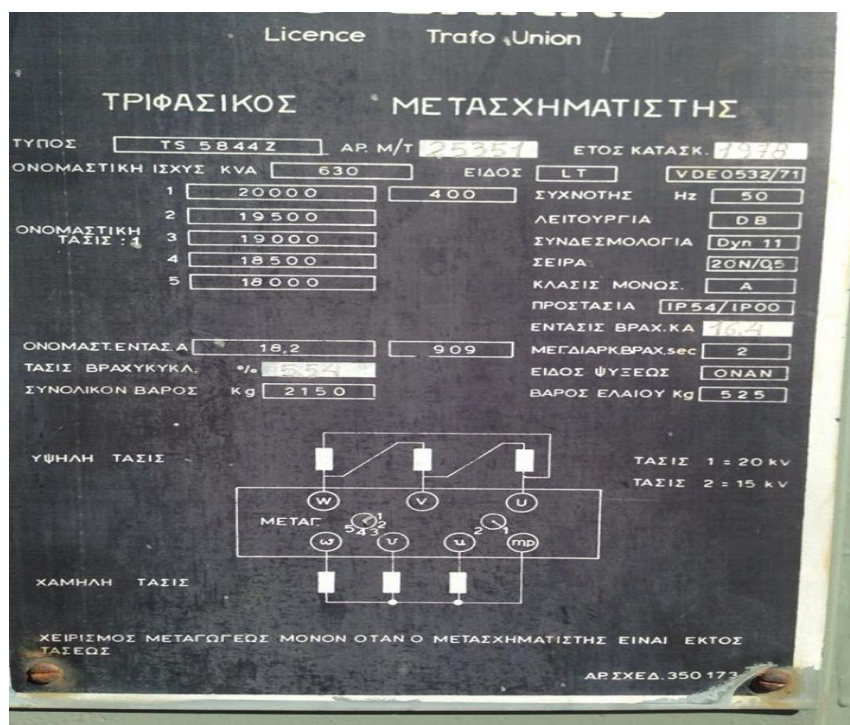 Licence Trafo Union
ΤΡΙΦΑΣΙΚΟΣ ΜΕΤΑΣΧΗΜΑΤΙΣΤΗΣ
ΤΥΠΟΣ TS 5844Z ΑΡ. Μ/Τ 25351 ΕΤΟΣ ΚΑΤΑΣΚ. 1978
ΟΝΟΜΑΣΤΙΚΗ ΙΣΧΥΣ KVA 630 ΕΙΔΟΣ LT VDE0532/71
1 20000 400 ΣΥΧΝΟΤΗΣ Hz 50
2 19500 ΛΕΙΤΟΥΡΓΙΑ DB
ΟΝΟΜΑΣΤΙΚΗ
ΤΑΣΙΣ : 1 3 19000 ΣΥΝΔΕΣΜΟΛΟΓΙΑ Dyn 11
4 18500 ΣΕΙΡΑ 20N/0,5
5 18000 ΚΛΑΣΙΣ ΜΟΝΩΣ. A
ΠΡΟΣΤΑΣΙΑ IP54/IP00
ΕΝΤΑΣΙΣ ΒΡΑΧ.ΚΑ 16.4
ΟΝΟΜΑΣΤ.ΕΝΤΑΣ.Α 18,2 909 ΜΕΓ.ΔΙΑΡΚ.ΒΡΑΧ.sec 2
ΤΑΣΙΣ ΒΡΑΧΥΚΥΚΛ. % 5.54 ΕΙΔΟΣ ΨΥΞΕΩΣ ONAN
ΣΥΝΟΛΙΚΟΝ ΒΑΡΟΣ Kg 2150 ΒΑΡΟΣ ΕΛΑΙΟΥ Kg 525
ΥΨΗΛΗ ΤΑΣΙΣ ΤΑΣΙΣ 1 = 20 kv
ΤΑΣΙΣ 2 = 15 kv
W V U
ΜΕΤΑΓ. 5 4 3 2 1 2 1
ω υ u mp
ΧΑΜΗΛΗ ΤΑΣΙΣ
ΧΕΙΡΙΣΜΟΣ ΜΕΤΑΓΩΓΕΩΣ ΜΟΝΟΝ ΟΤΑΝ Ο ΜΕΤΑΣΧΗΜΑΤΙΣΤΗΣ ΕΙΝΑΙ ΕΚΤΟΣ
ΤΑΣΕΩΣ
ΑΡ.ΣΧΕΔ.350173